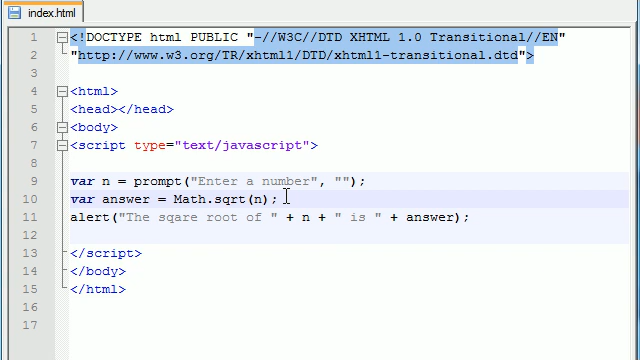 index.html
1 <!DOCTYPE html PUBLIC "-//W3C//DTD XHTML 1.0 Transitional//EN"
2 "http://www.w3.org/TR/xhtml1/DTD/xhtml1-transitional.dtd">
3
4 <html>
5 <head></head>
6 <body>
7 <script type="text/javascript">
8
9 var n = prompt("Enter a number", "");
10 var answer = Math.sqrt(n);
11 alert("The sqare root of " + n + " is " + answer);
12
13 </script>
14 </body>
15 </html>
16
17